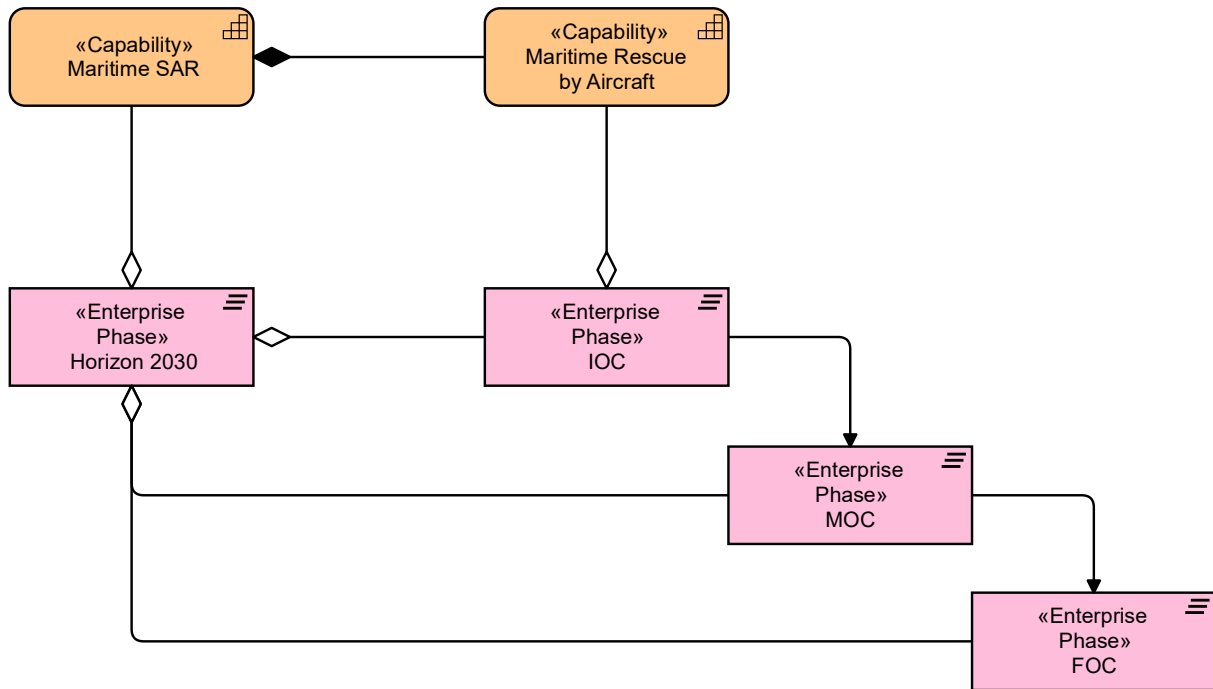 «Capability»
Maritime SAR
«Capability»
Maritime Rescue
by Aircraft
«Enterprise
Phase»
Horizon 2030
«Enterprise
Phase»
IOC
«Enterprise
Phase»
MOC
«Enterprise
Phase»
FOC